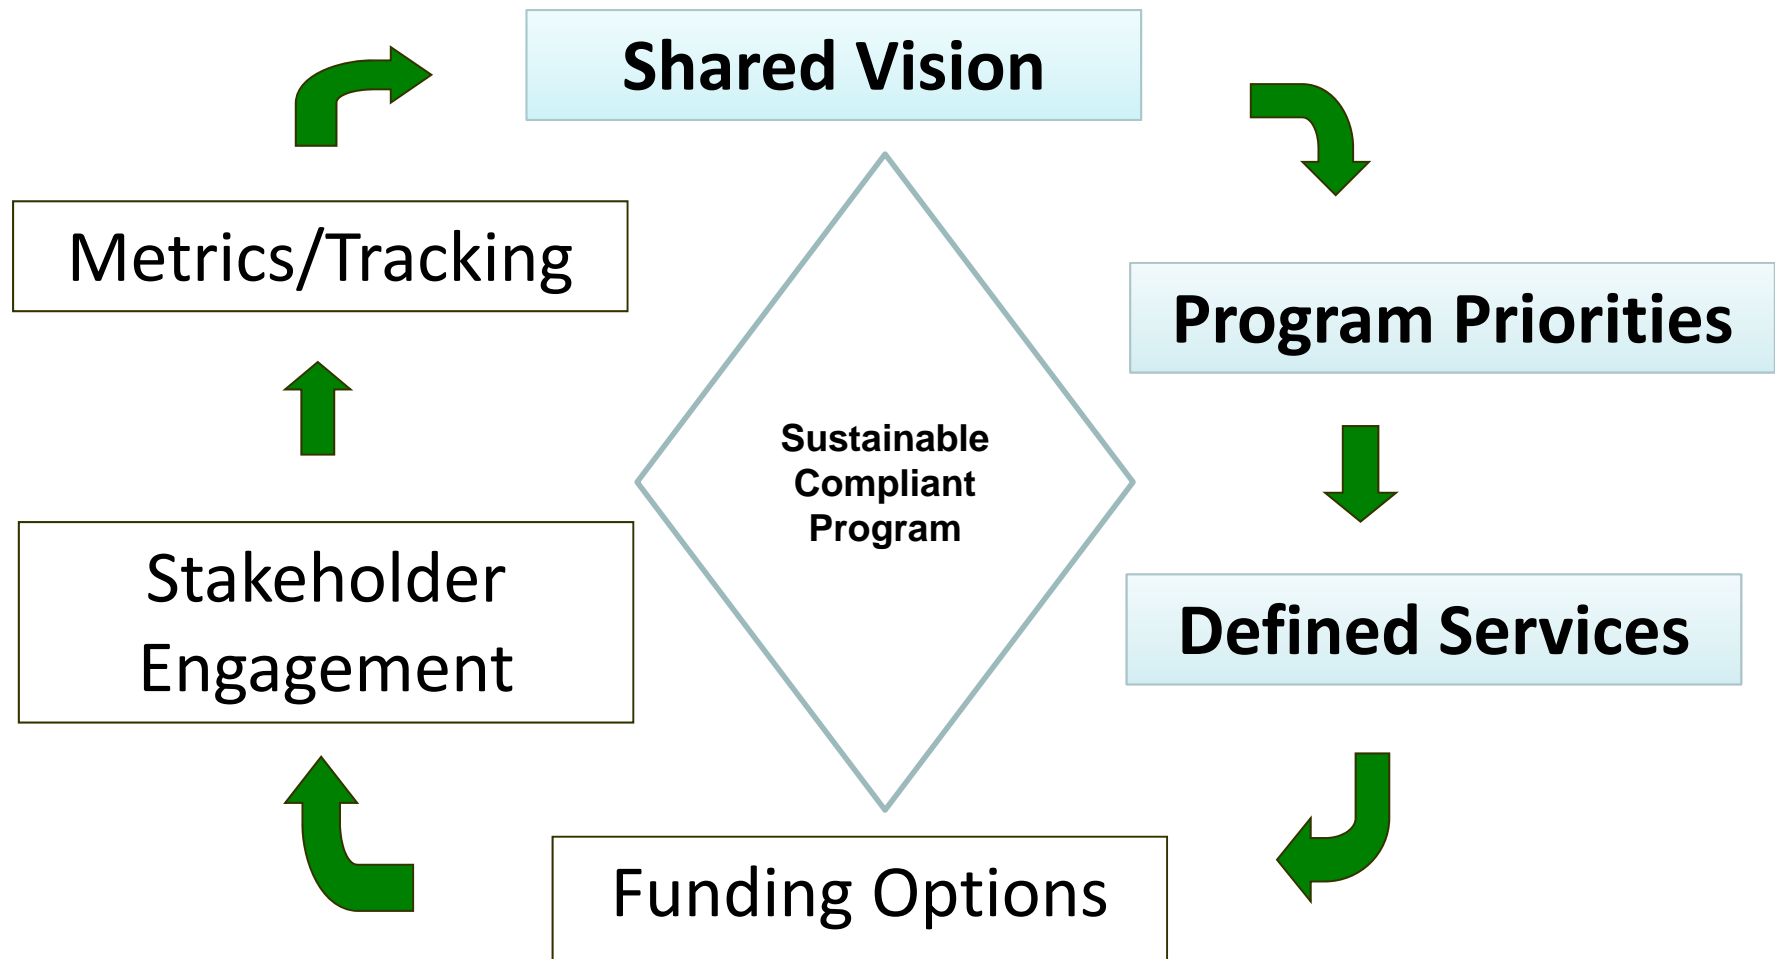 Shared Vision
Metrics/Tracking
Program Priorities
Sustainable
Compliant
Program
Stakeholder
Engagement
Defined Services
Funding Options